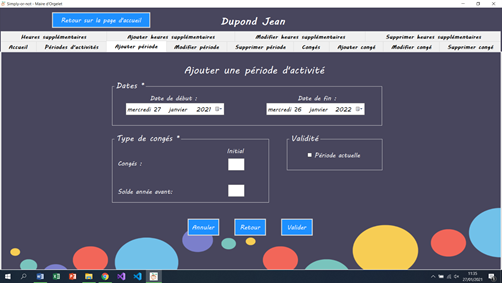 Simply-on-net - Mairie d'Orgenet
Retour sur la page d'accueil
Dupond Jean
Heures supplémentaires Ajouter heures supplémentaires Modifier heures supplémentaires Supprimer heures supplémentaires
Accueil Périodes d'activités Ajouter période Modifier période Supprimer période Congés Ajouter congé Modifier congé Supprimer congé
Ajouter une période d'activité
Dates *
Date de début : Date de fin :
mercredi 27 janvier 2021 mercredi 26 janvier 2022
Type de congés * Validité
Initial
Période actuelle
Congés :
Solde année avant:
Annuler Retour Valider
11:35
27/01/2021